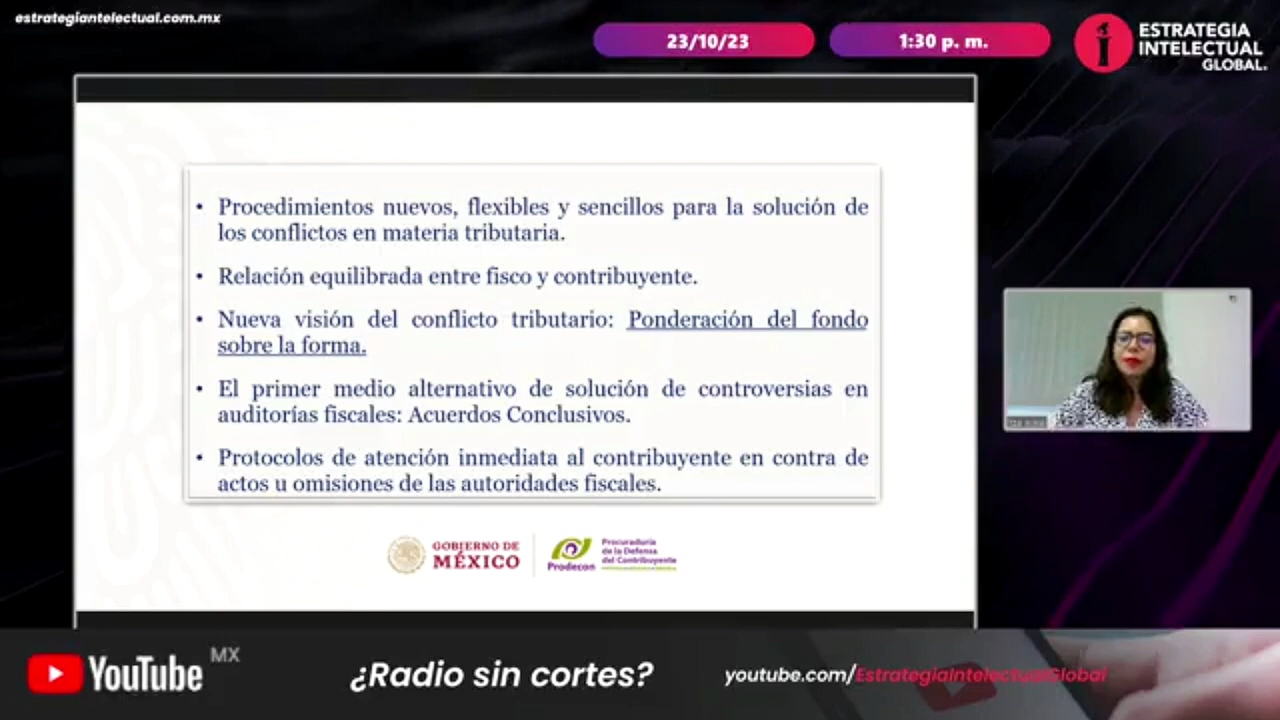 estrategiantelectual.com.mx
23/10/23
1:30 p. m.
ESTRATEGIA
INTELECTUAL
GLOBAL.
• Procedimientos nuevos, flexibles y sencillos para la solución de
los conflictos en materia tributaria.
• Relación equilibrada entre fisco y contribuyente.
• Nueva visión del conflicto tributario: Ponderación del fondo
sobre la forma.
• El primer medio alternativo de solución de controversias en
auditorías fiscales: Acuerdos Conclusivos.
• Protocolos de atención inmediata al contribuyente en contra de
actos u omisiones de las autoridades fiscales.
GOBIERNO DE
MÉXICO
Prodecon
Procuraduría
de la Defensa
del Contribuyente
YouTube MX
¿Radio sin cortes?
youtube.com/EstrategiaIntelectualGlobal